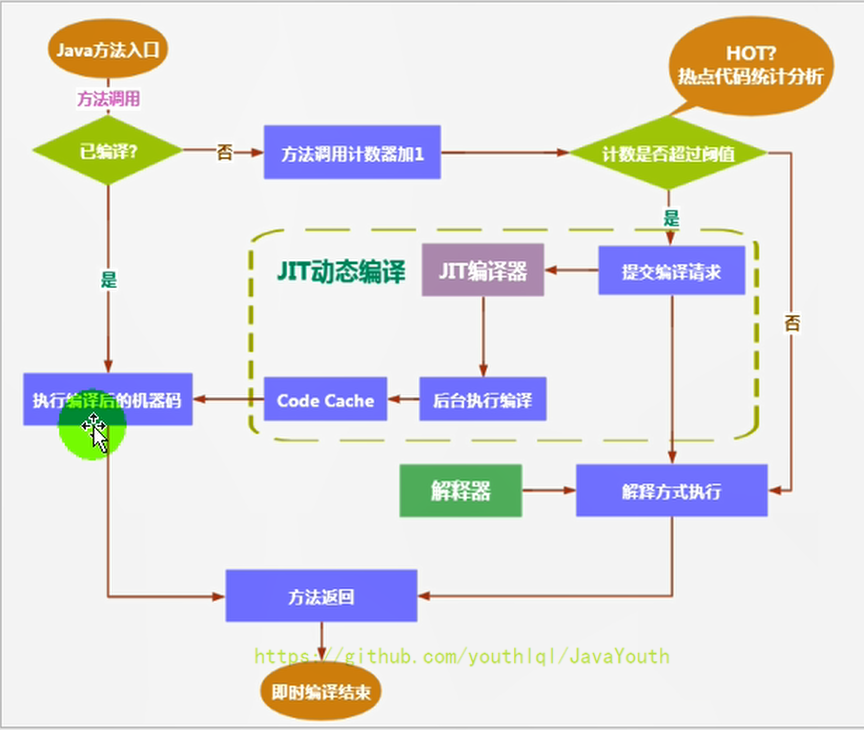 Java方法入口
方法调用
已编译?
否
方法调用计数器加1
计数是否超过阈值
HOT?
热点代码统计分析
是
是
否
JIT动态编译
JIT编译器
提交编译请求
执行编译后的机器码
Code Cache
后台执行编译
解释器
解释方式执行
方法返回
https://github.com/youthlql/JavaYouth
即时编译结束